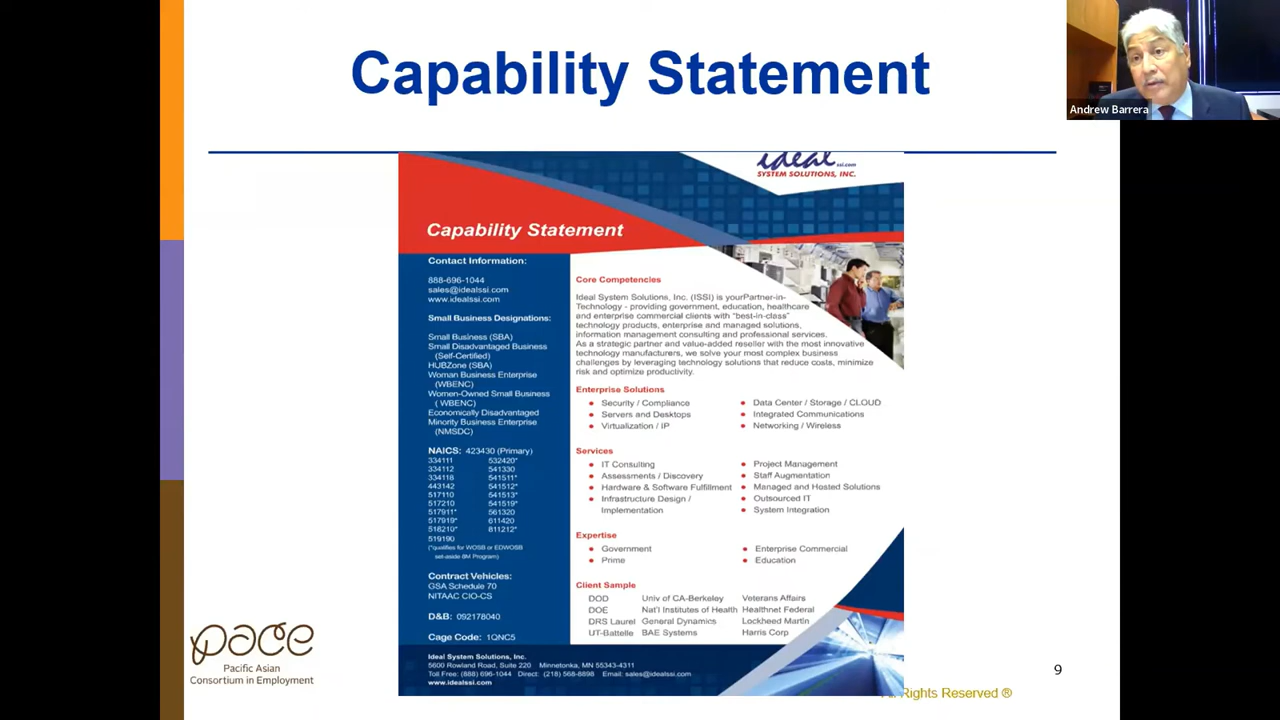 Capability Statement
Andrew Barrera
ideal ssi.com
SYSTEM SOLUTIONS, INC.
Capability Statement
Contact Information:
888-696-1044
sales@idealssi.com
www.idealssi.com
Small Business Designations:
Small Business (SBA)
Small Disadvantaged Business
(Self-Certified)
HUBZone (SBA)
Woman Business Enterprise
(WBENC)
Women-Owned Small Business
( WBENC)
Economically Disadvantaged
Minority Business Enterprise
(NMSDC)
NAICS: 423430 (Primary)
334111 532420*
334112 541330
334118 541511*
443142 541512*
517110 541513*
517210 541519*
517911* 561320
517919* 611420
518210* 811212*
519190
(*qualifies for WOSB or EDWOSB
set-aside 8M Program)
Contract Vehicles:
GSA Schedule 70
NITAAC CIO-CS
D&B: 092178040
Cage Code: 1QNC5
Core Competencies
Ideal System Solutions, Inc. (ISSI) is yourPartner-in-
Technology - providing government, education, healthcare
and enterprise commercial clients with "best-in-class"
technology products, enterprise and managed solutions,
information management consulting and professional services.
As a strategic partner and value-added reseller with the most innovative
technology manufacturers, we solve your most complex business
challenges by leveraging technology solutions that reduce costs, minimize
risk and optimize productivity.
Enterprise Solutions
Security / Compliance Data Center / Storage / CLOUD
Servers and Desktops Integrated Communications
Virtualization / IP Networking / Wireless
Services
IT Consulting Project Management
Assessments / Discovery Staff Augmentation
Hardware & Software Fulfillment Managed and Hosted Solutions
Infrastructure Design / Outsourced IT
Implementation System Integration
Expertise
Government Enterprise Commercial
Prime Education
Client Sample
DOD Univ of CA-Berkeley Veterans Affairs
DOE Nat'l Institutes of Health Healthnet Federal
DRS Laurel General Dynamics Lockheed Martin
UT-Battelle BAE Systems Harris Corp
Ideal System Solutions, Inc.
5600 Rowland Road, Suite 220 Minnetonka, MN 55343-4311
Toll Free: (888) 696-1044 Direct: (218) 568-8898 Email: sales@idealssi.com
www.idealssi.com
pace
Pacific Asian
Consortium in Employment
9
All Rights Reserved ®